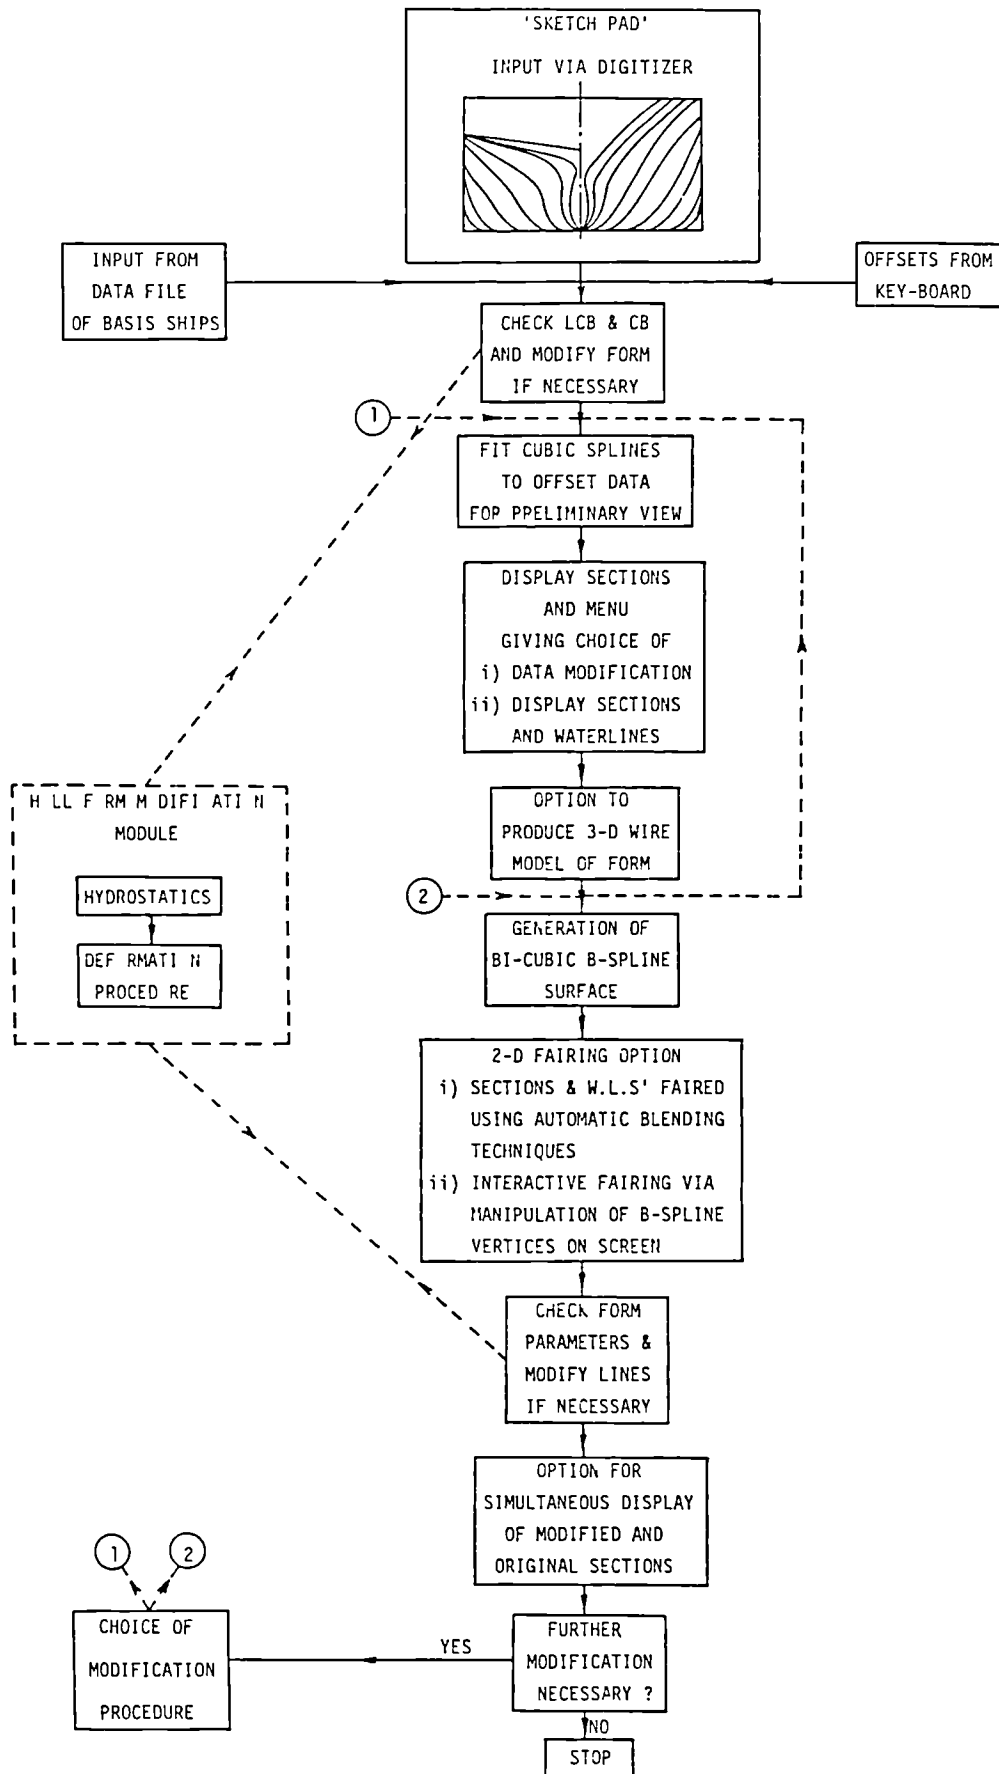 'SKETCH PAD'
INPUT VIA DIGITIZER
INPUT FROM
DATA FILE
OF BASIS SHIPS
OFFSETS FROM
KEY-BOARD
CHECK LCB & CB
AND MODIFY FORM
IF NECESSARY
1
FIT CUBIC SPLINES
TO OFFSET DATA
FOP PPELIMINARY VIEW
DISPLAY SECTIONS
AND MENU
GIVING CHOICE OF
i) DATA MODIFICATION
ii) DISPLAY SECTIONS
AND WATERLINES
H LL F RM M DIFI ATI N
MODULE
HYDROSTATICS
DEF RMATI N
PROCED RE
OPTION TO
PRODUCE 3-D WIRE
MODEL OF FORM
2
GENERATION OF
BI-CUBIC B-SPLINE
SURFACE
2-D FAIRING OPTION
i) SECTIONS & W.L.S' FAIRED
USING AUTOMATIC BLENDING
TECHNIQUES
ii) INTERACTIVE FAIRING VIA
MANIPULATION OF B-SPLINE
VERTICES ON SCREEN
CHECK FORM
PARAMETERS &
MODIFY LINES
IF NECESSARY
OPTION FOR
SIMULTANEOUS DISPLAY
OF MODIFIED AND
ORIGINAL SECTIONS
1 2
CHOICE OF
MODIFICATION
PROCEDURE
YES
FURTHER
MODIFICATION
NECESSARY ?
NO
STOP